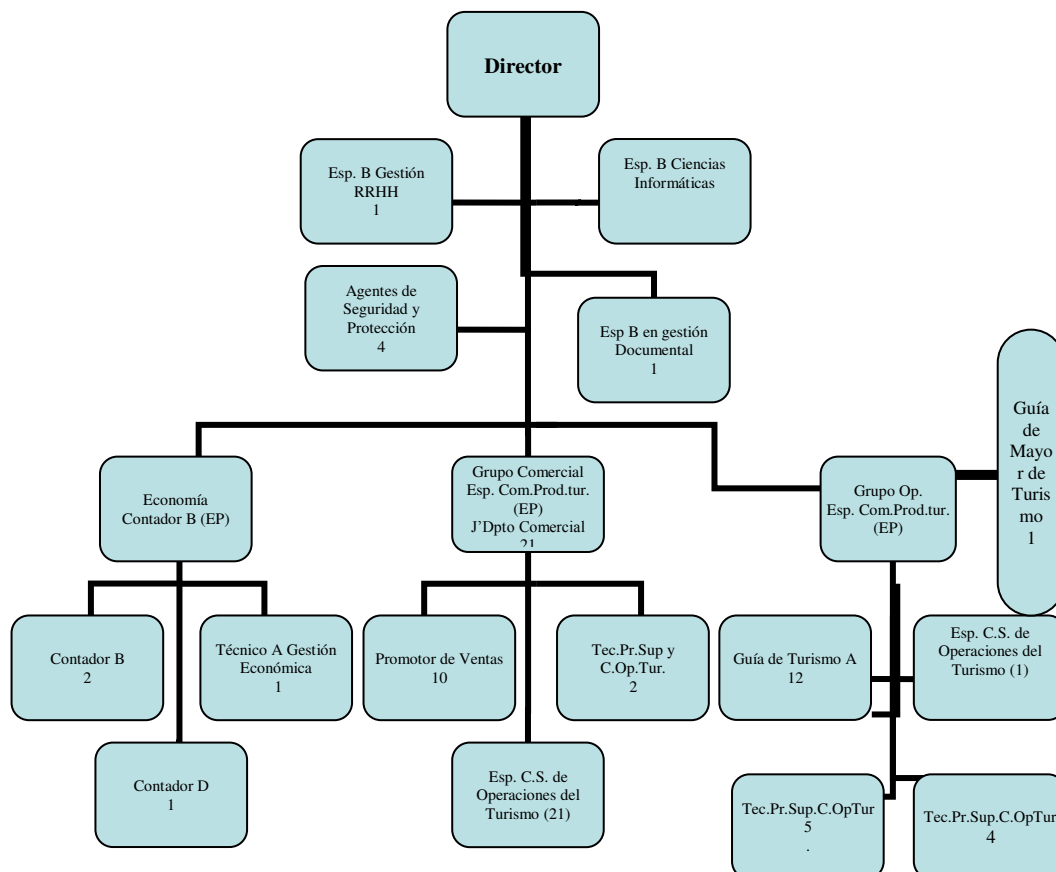 Director
Esp. B Gestión
RRHH
1
Esp. B Ciencias
Informáticas
Agentes de
Seguridad y
Protección
4
Esp B en gestión
Documental
1
Guía
de
Mayo
r de
Turis
mo
1
Economía
Contador B (EP)
Grupo Comercial
Esp. Com.Prod.tur.
(EP)
J’Dpto Comercial
21
Grupo Op.
Esp. Com.Prod.tur.
(EP)
Contador B
2
Técnico A Gestión
Económica
1
Promotor de Ventas
10
Tec.Pr.Sup y
C.Op.Tur.
2
Guía de Turismo A
12
Esp. C.S. de
Operaciones del
Turismo (1)
Contador D
1
Esp. C.S. de
Operaciones del
Turismo (21)
Tec.Pr.Sup.C.OpTur
5
.
Tec.Pr.Sup.C.OpTur
4